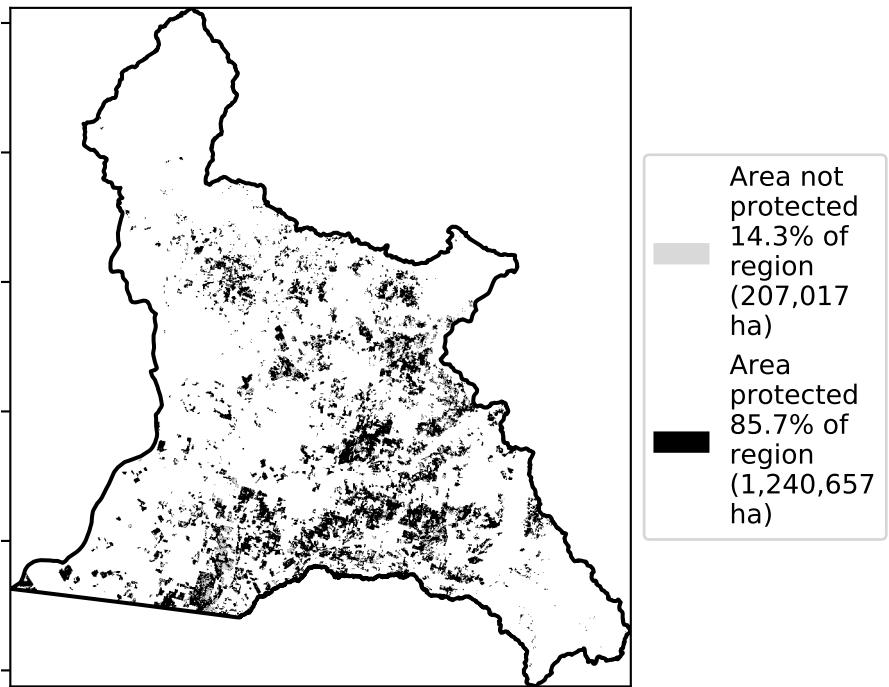 Area not
protected
14.3% of
region
(207,017
ha)
Area
protected
85.7% of
region
(1,240,657
ha)